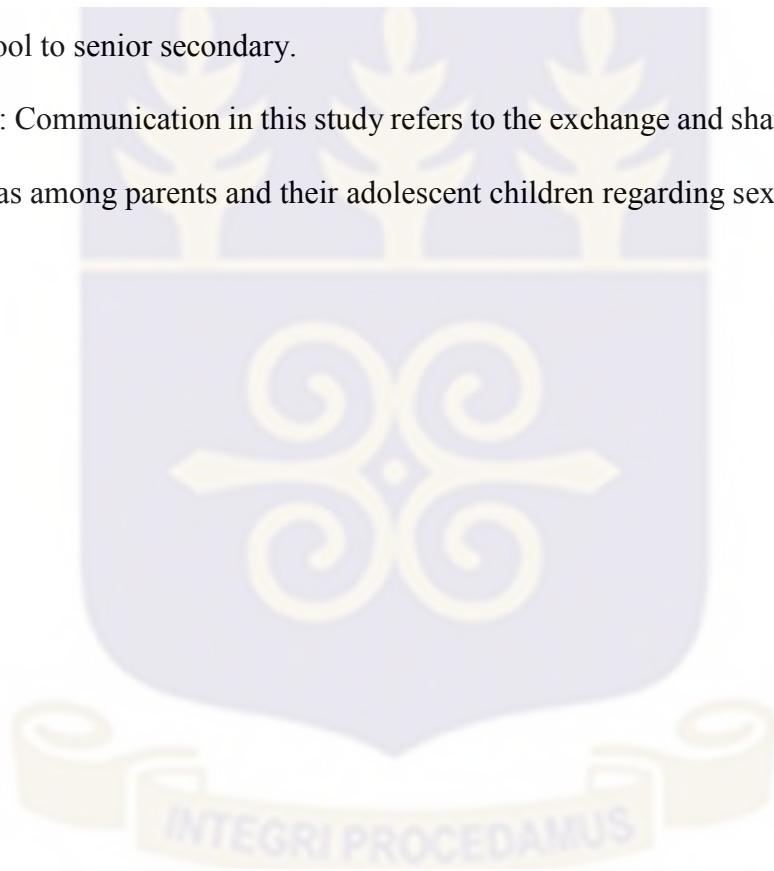 ool to senior secondary.
: Communication in this study refers to the exchange and sha
as among parents and their adolescent children regarding sex
INTEGRI PROCEDAMUS